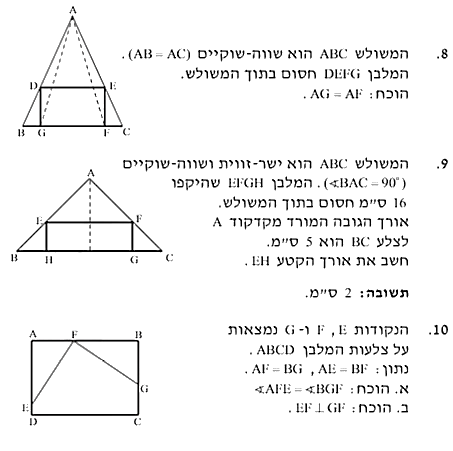 8. המשולש ABC הוא שווה-שוקיים (AB = AC).
המלבן DEFG חסום בתוך המשולש.
הוכח: AG = AF.
A
D
E
B
G
F
C
9. המשולש ABC הוא ישר-זווית ושווה-שוקיים
(∢BAC = 90°). המלבן EFGH שהיקפו
16 ס"מ חסום בתוך המשולש.
אורך הגובה המורד מקדקוד A
לצלע BC הוא 5 ס"מ.
חשב את אורך הקטע EH.
תשובה: 2 ס"מ.
A
E
F
B
H
G
C
10. הנקודות E, F ו-G נמצאות
על צלעות המלבן ABCD.
נתון: AE = BF, AF = BG.
א. הוכח: ∢AFE = ∢BGF
ב. הוכח: EF ⊥ GF.
A
F
B
G
E
D
C